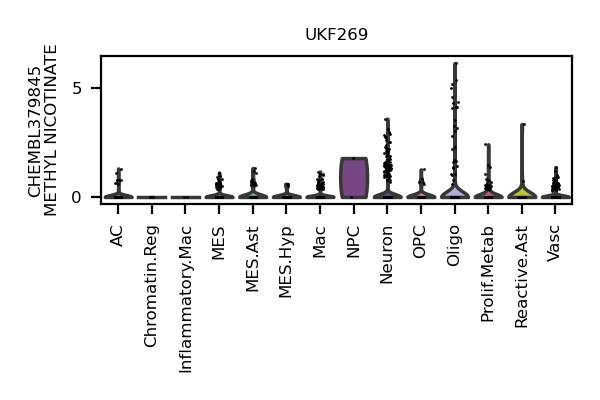 UKF269
CHEMBL379845
METHYL NICOTINATE
5
0
AC
Chromatin.Reg
Inflammatory.Mac
MES
MES.Ast
MES.Hyp
Mac
NPC
Neuron
OPC
Oligo
Prolif.Metab
Reactive.Ast
Vasc